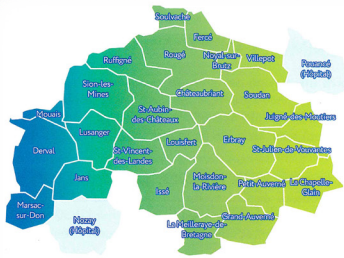 Soulvache
Fercé
Rougé
Noyal-sur-
Brutz
Villepot
Ruffigné
Pouancé
(Hôpital)
Sion-les-
Mines
Châteaubriant
Soudan
Mouais
St-Aubin-
des-Châteaux
Juigné-des-Moutiers
Lusanger
Louisfert
Erbray
St-Julien-de-Vouvantes
Derval
St-Vincent-
des-Landes
Jans
Issé
Moisdon-
la-Rivière
Petit-Auverné
La Chapelle-
Glain
Marsac-
sur-Don
Nozay
(Hôpital)
Grand-Auverné
La Meilleraye-de-
Bretagne